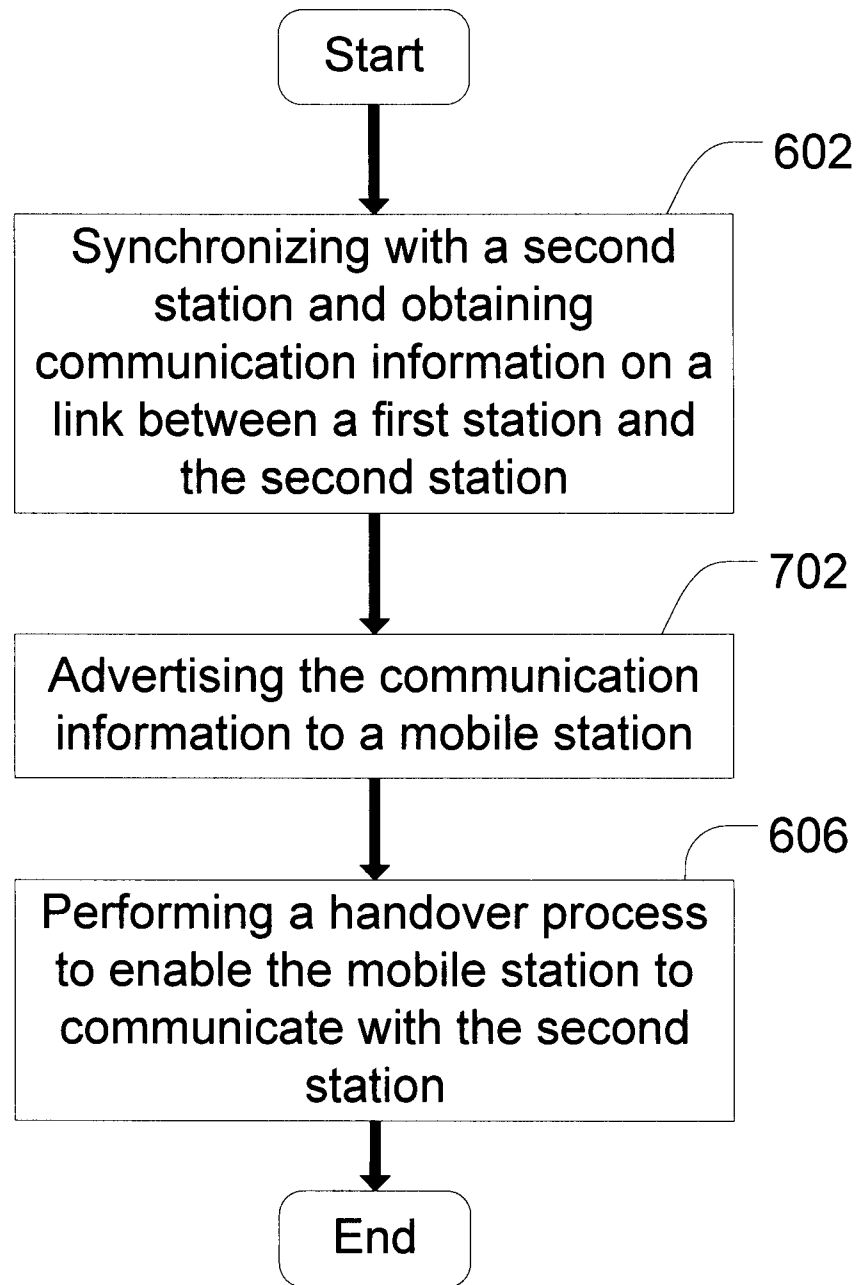 Start
602
Synchronizing with a second
station and obtaining
communication information on a
link between a first station and
the second station
702
Advertising the communication
information to a mobile station
606
Performing a handover process
to enable the mobile station to
communicate with the second
station
End